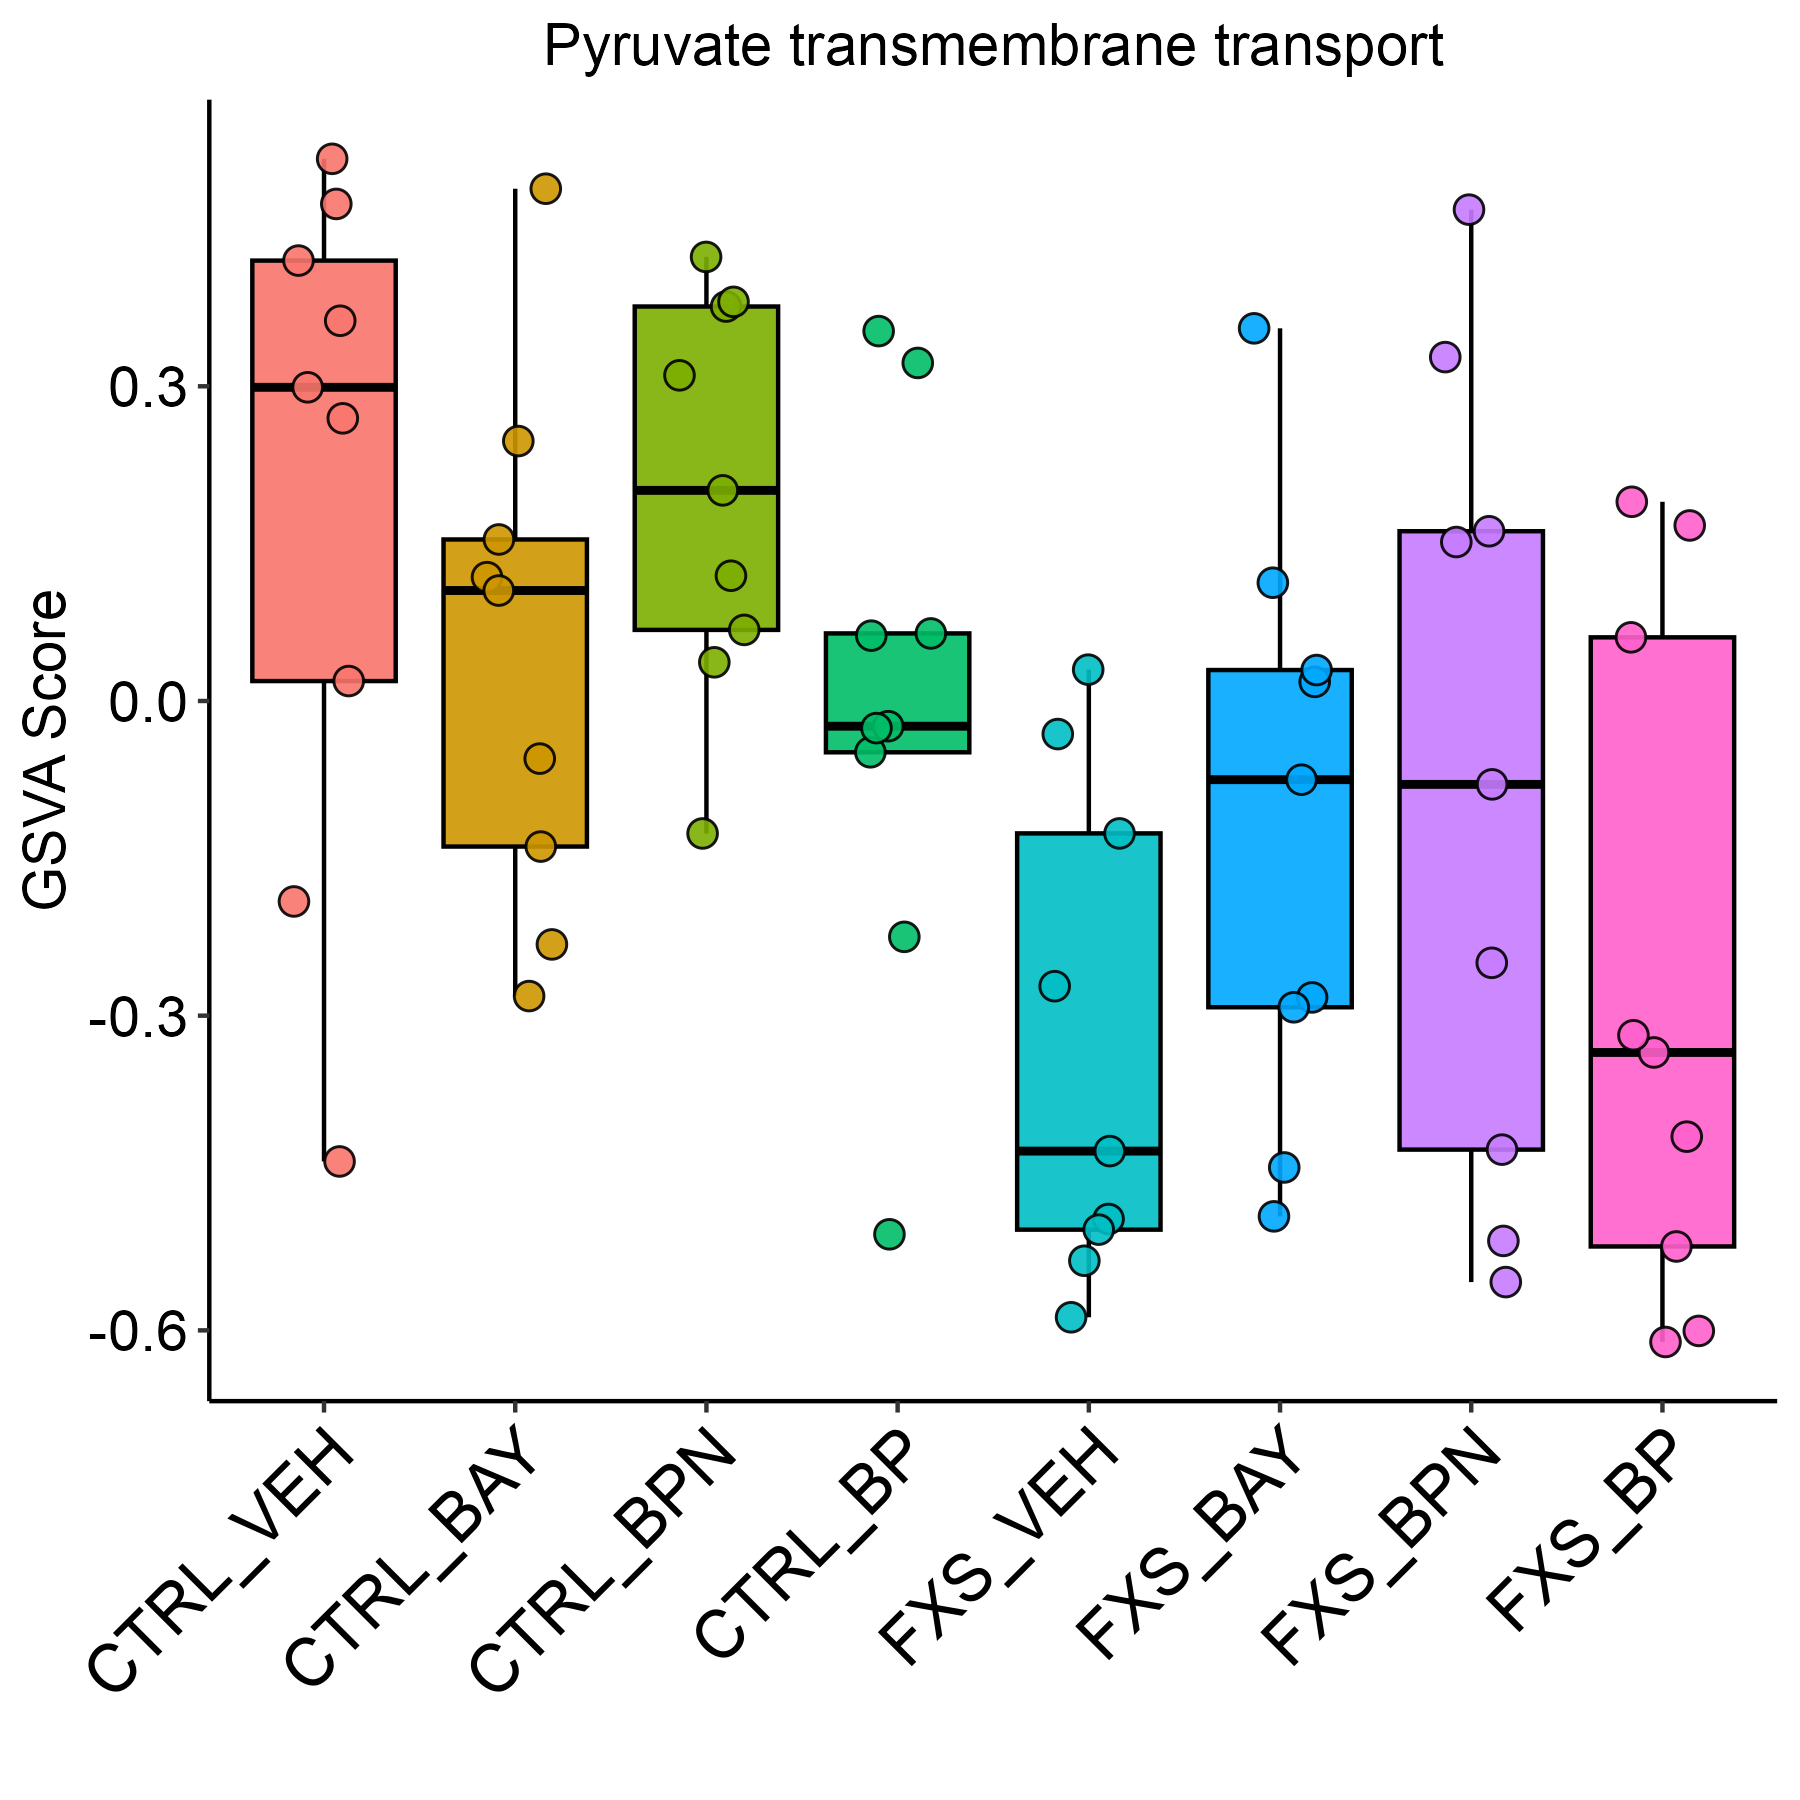 Pyruvate transmembrane transport
GSVA Score
0.3
0.0
-0.3
-0.6
CTRL_VEH
CTRL_BAY
CTRL_BPN
CTRL_BP
FXS_VEH
FXS_BAY
FXS_BPN
FXS_BP